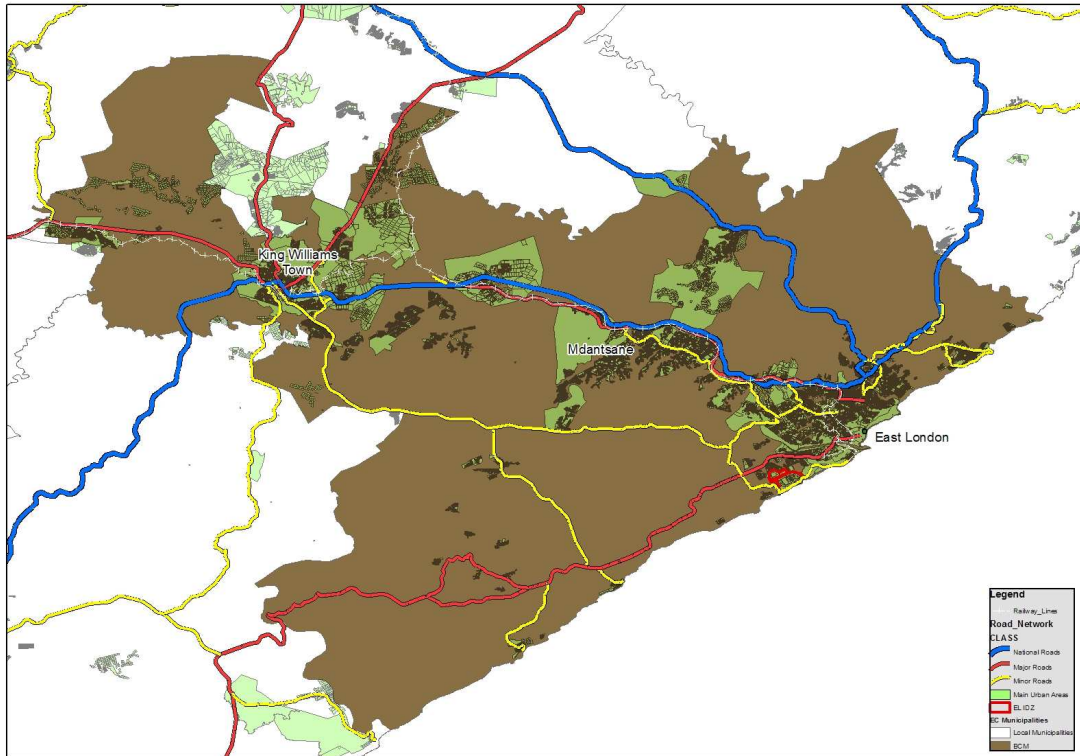 King Williams
Town
Mdantsane
East London
Legend
Railway_Lines
Road_Network
CLASS
National Roads
Major Roads
Minor Roads
Main Urban Areas
EL IDZ
EC Municipalities
Local Municipalities
BCM